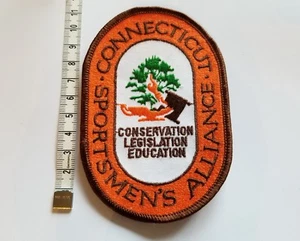 CONNECTICUT
SPORTSMEN'S ALLIANCE
CONSERVATION
LEGISLATION
EDUCATION